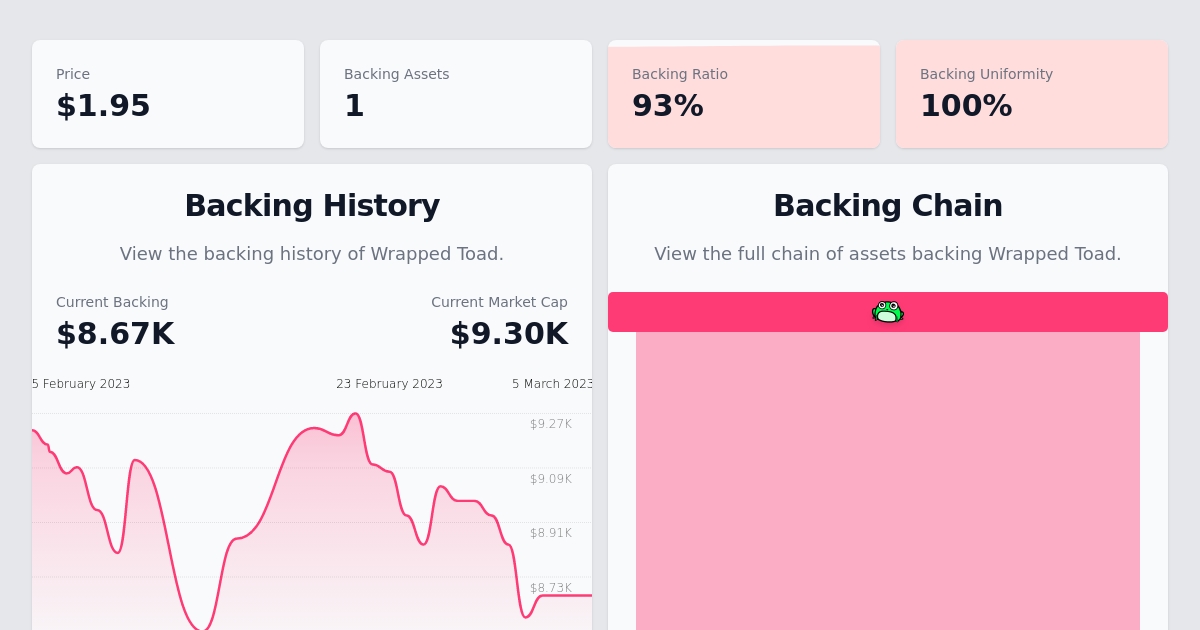 Price
$1.95
Backing Assets
1
Backing Ratio
93%
Backing Uniformity
100%
Backing History
View the backing history of Wrapped Toad.
Current Backing
$8.67K
Current Market Cap
$9.30K
5 February 2023
23 February 2023
5 March 2023
$9.27K
$9.09K
$8.91K
$8.73K
Backing Chain
View the full chain of assets backing Wrapped Toad.